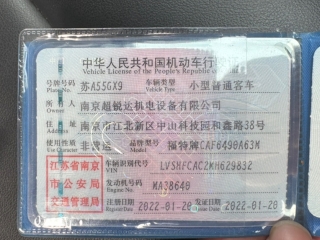 中华人民共和国机动车行驶证
Vehicle License of the People's Republic of China
号牌号码 苏A55GX9 车辆类型 小型普通客车
Plate No. Vehicle Type
所有人 南京超锐达机电设备有限公司
Owner
住址 南京市江北新区中山科技园和鑫路38号
Address
使用性质 非营运 品牌型号 福特牌CAF6490A63M
Use Character Model
江苏省南京市公安局交通管理局
车辆识别代号 LVSHFCAC2MH629832
VIN
发动机号码 MA38640
Engine No.
注册日期 2022-01-20 发证日期 2022-01-20
Register Date Issue Date